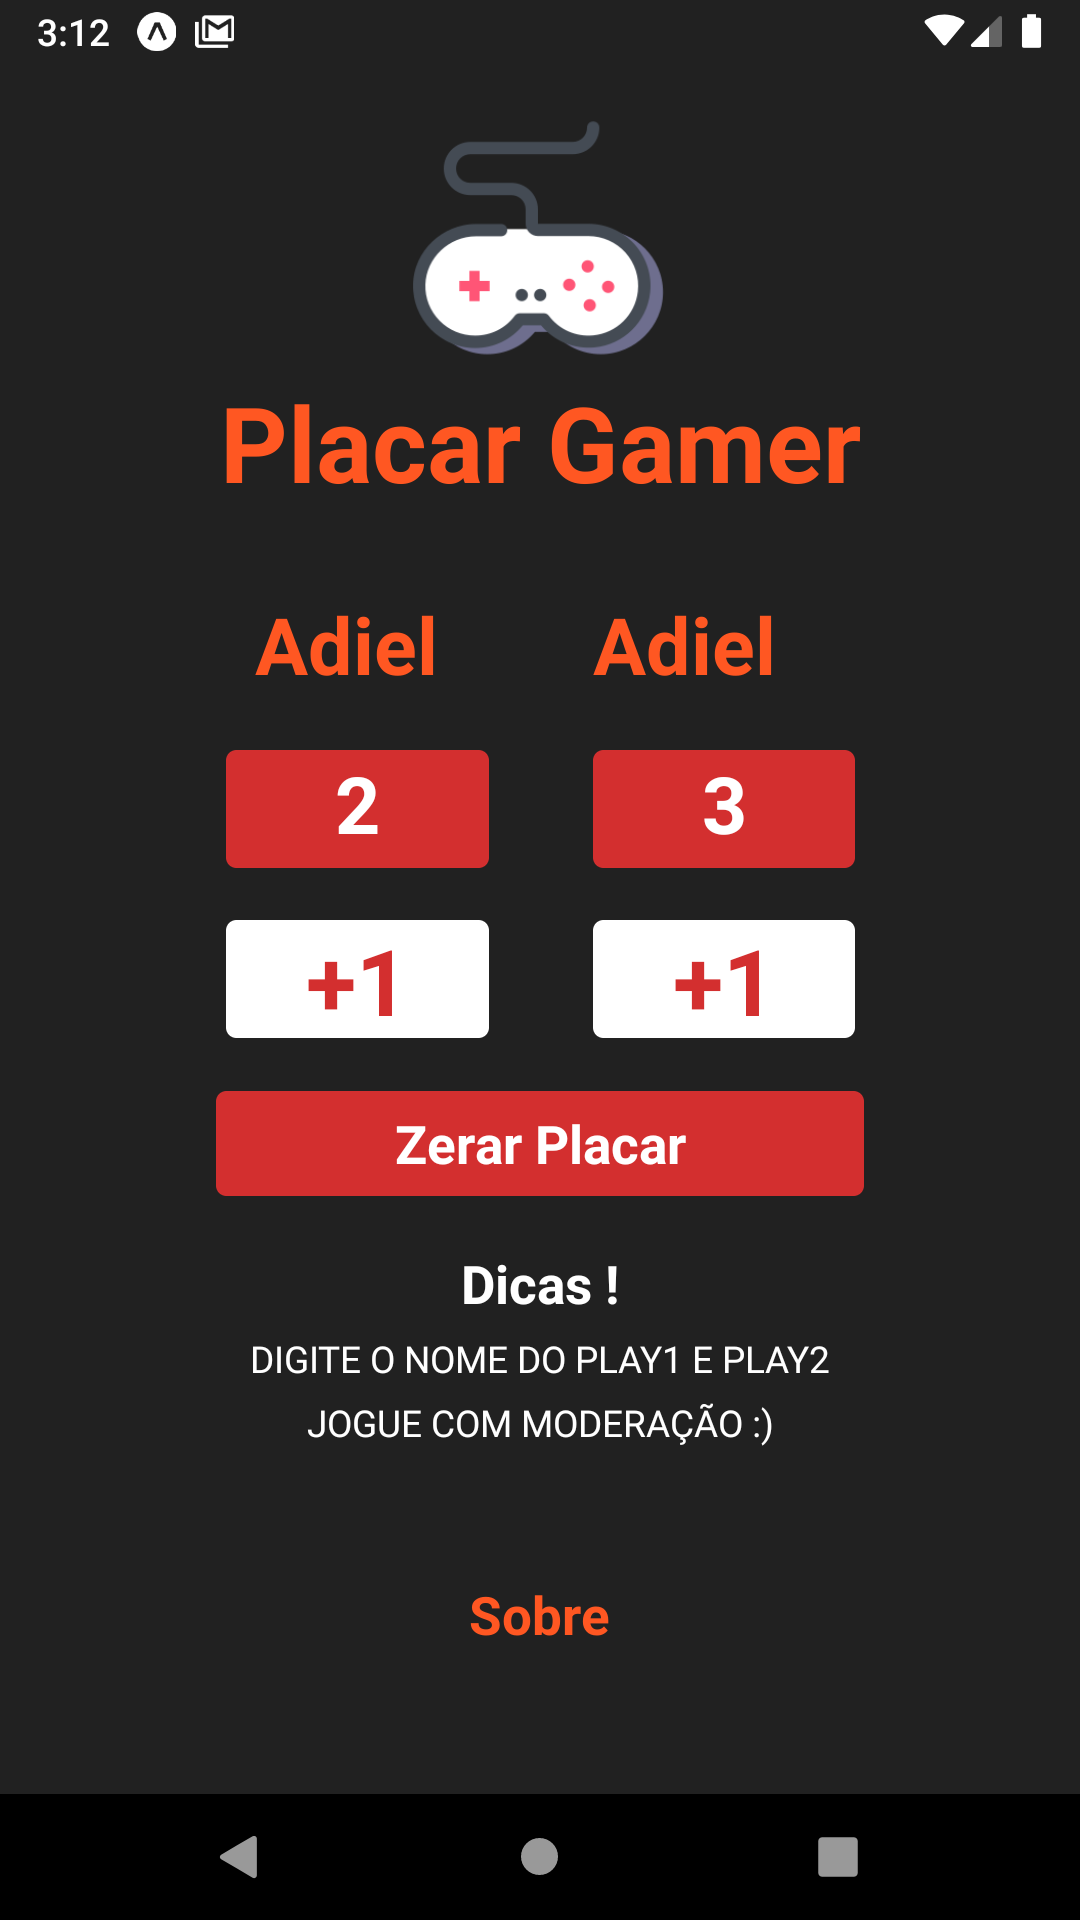 3:12
Placar Gamer
Adiel Adiel
2 3
+1 +1
Zerar Placar
Dicas !
DIGITE O NOME DO PLAY1 E PLAY2
JOGUE COM MODERAÇÃO :)
Sobre